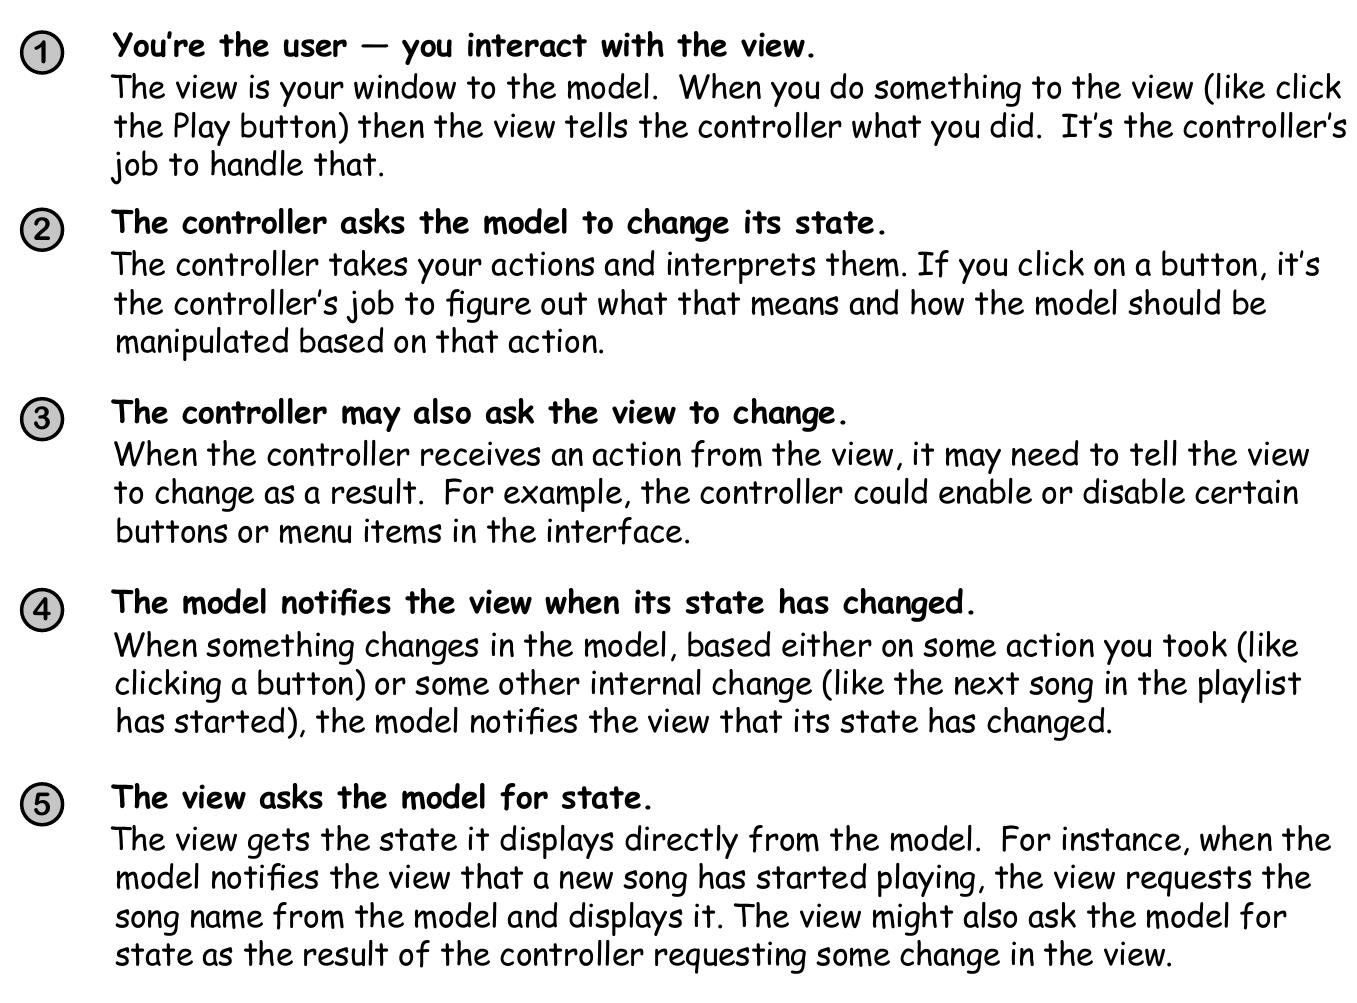 1 You're the user — you interact with the view.
The view is your window to the model. When you do something to the view (like click
the Play button) then the view tells the controller what you did. It's the controller's
job to handle that.
2 The controller asks the model to change its state.
The controller takes your actions and interprets them. If you click on a button, it's
the controller's job to figure out what that means and how the model should be
manipulated based on that action.
3 The controller may also ask the view to change.
When the controller receives an action from the view, it may need to tell the view
to change as a result. For example, the controller could enable or disable certain
buttons or menu items in the interface.
4 The model notifies the view when its state has changed.
When something changes in the model, based either on some action you took (like
clicking a button) or some other internal change (like the next song in the playlist
has started), the model notifies the view that its state has changed.
5 The view asks the model for state.
The view gets the state it displays directly from the model. For instance, when the
model notifies the view that a new song has started playing, the view requests the
song name from the model and displays it. The view might also ask the model for
state as the result of the controller requesting some change in the view.